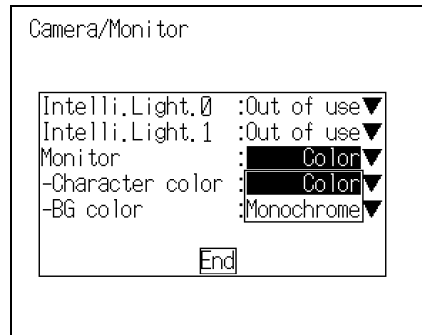 Camera/Monitor
Intelli.Light.0 :Out of use▼
Intelli.Light.1 :Out of use▼
Monitor : Color▼
-Character color : Color▼
-BG color :Monochrome▼
End